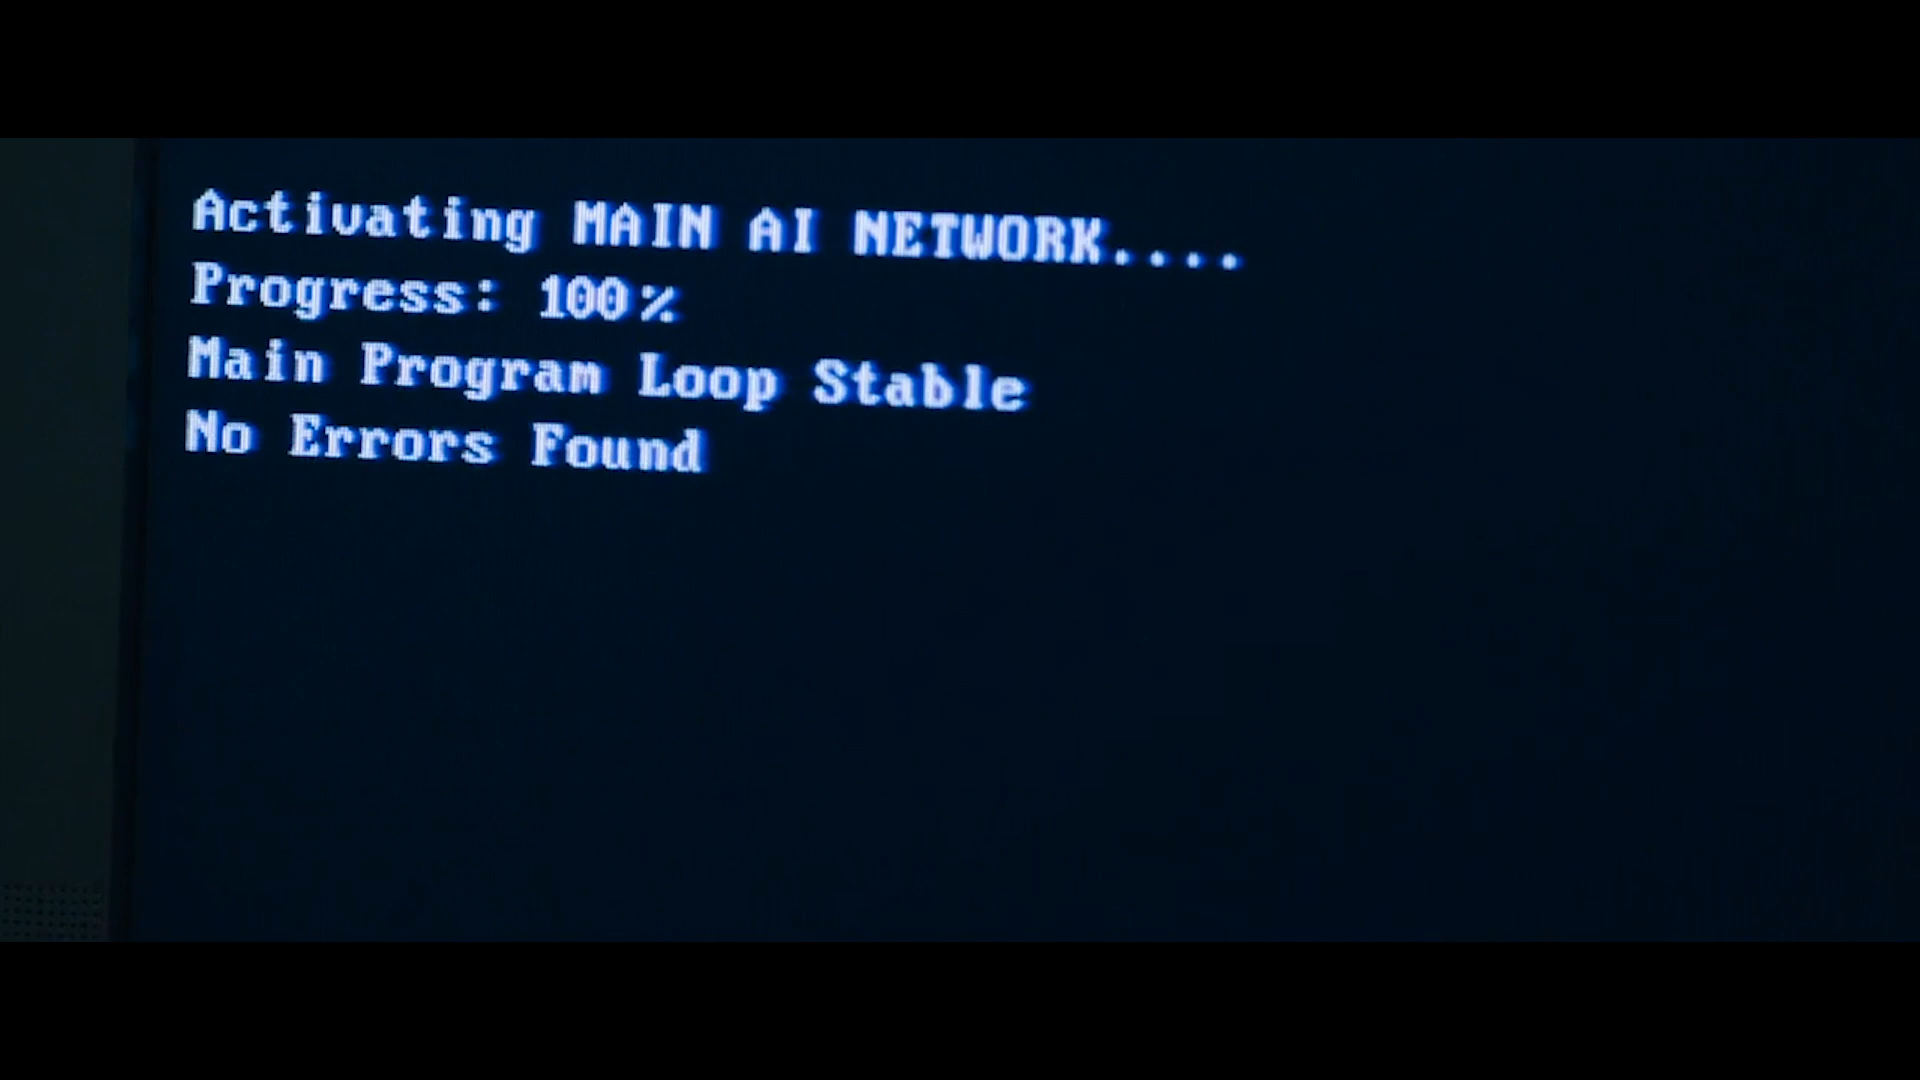 Activating MAIN AI NETWORK....
Progress: 100%
Main Program Loop Stable
No Errors Found